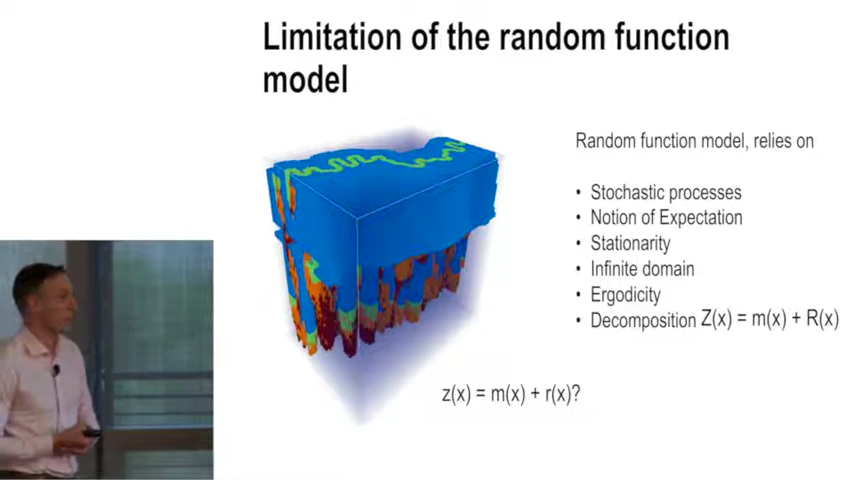 Limitation of the random function
model
Random function model, relies on
• Stochastic processes
• Notion of Expectation
• Stationarity
• Infinite domain
• Ergodicity
• Decomposition Z(x) = m(x) + R(x)
z(x) = m(x) + r(x)?